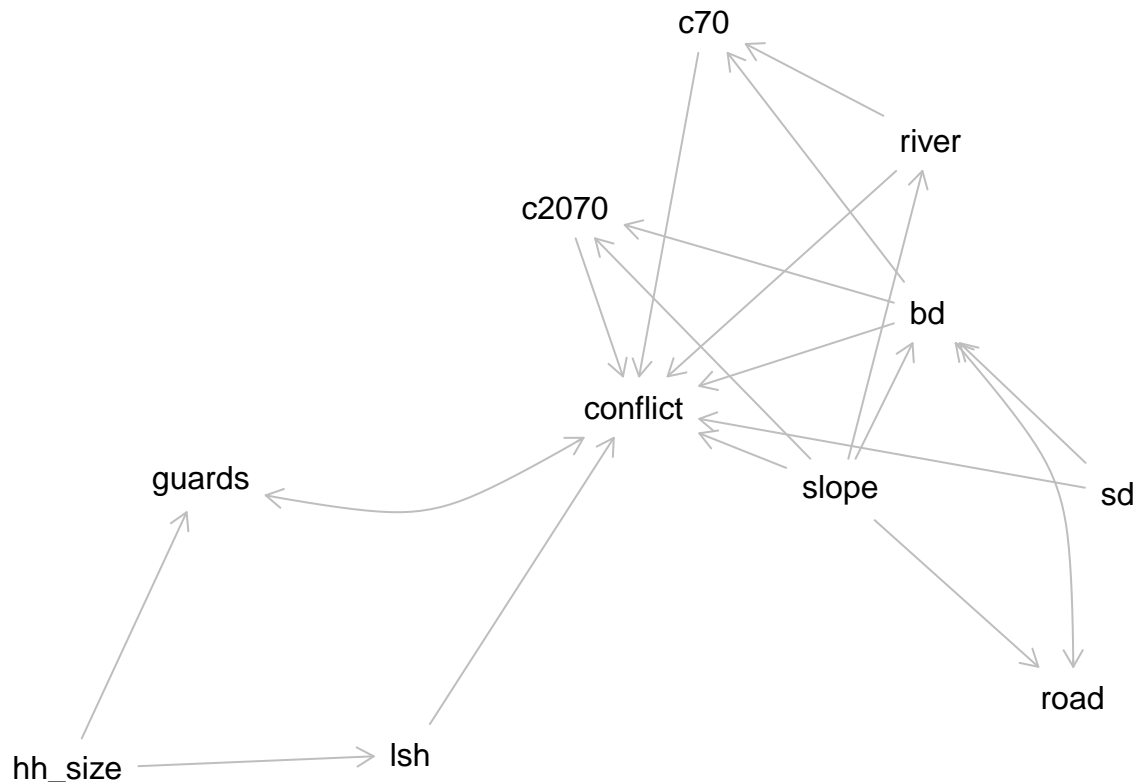 c70
river
c2070
bd
conflict
guards
slope
sd
road
lsh
hh_size